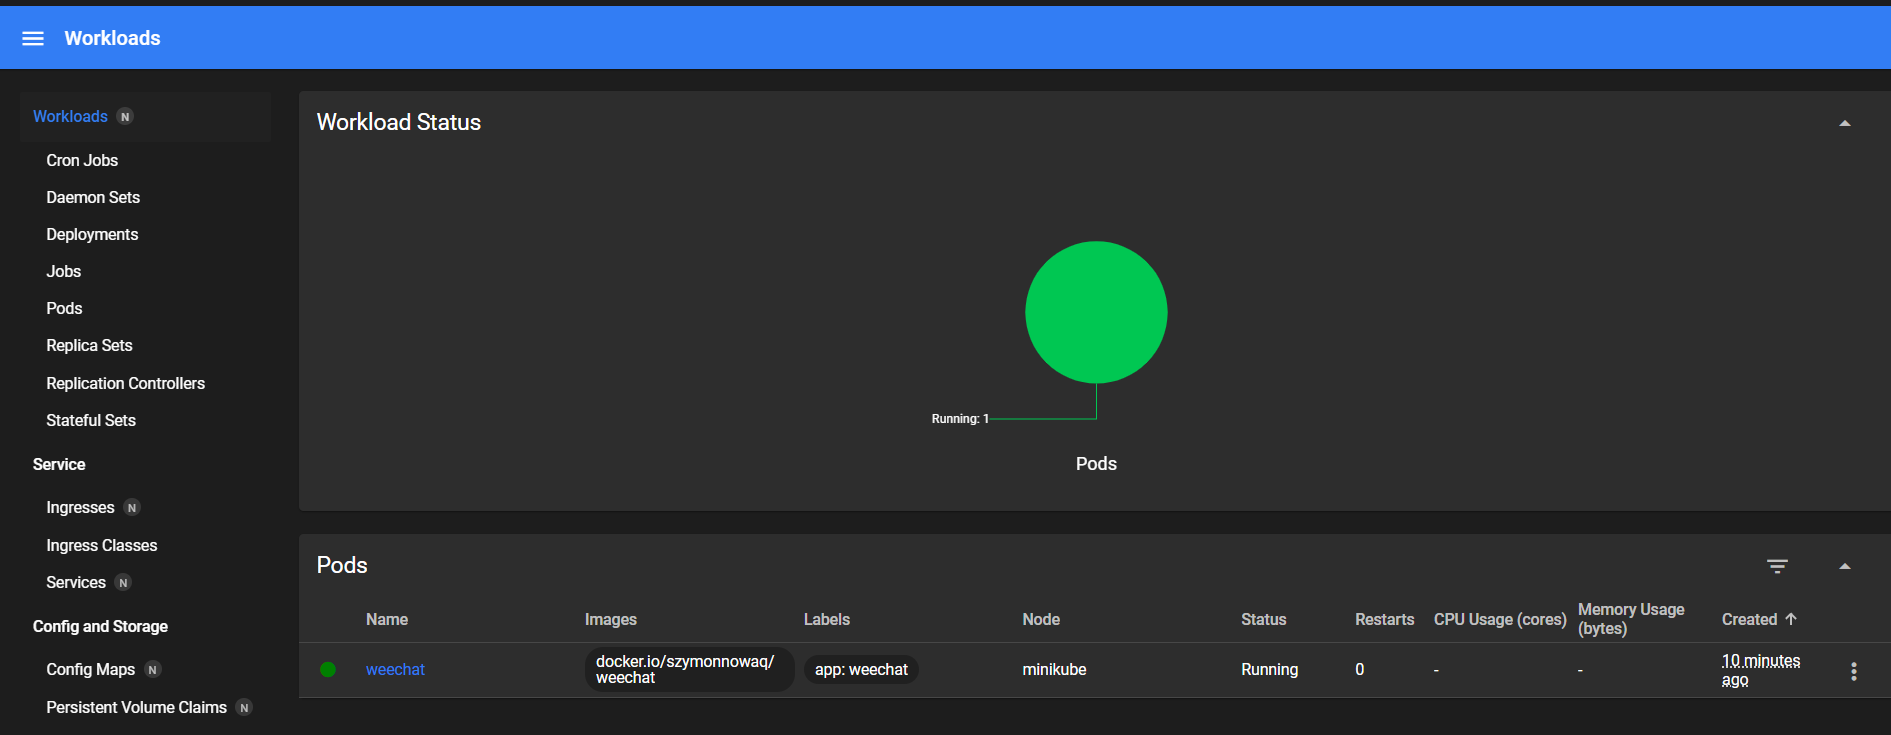 Workloads
Workloads N
Cron Jobs
Daemon Sets
Deployments
Jobs
Pods
Replica Sets
Replication Controllers
Stateful Sets
Service
Ingresses N
Ingress Classes
Services N
Config and Storage
Config Maps N
Persistent Volume Claims N
Workload Status
Running: 1
Pods
Pods
Name Images Labels Node Status Restarts CPU Usage (cores) Memory Usage (bytes) Created
weechat docker.io/szymonnowaq/weechat app: weechat minikube Running 0 - - 10 minutes ago